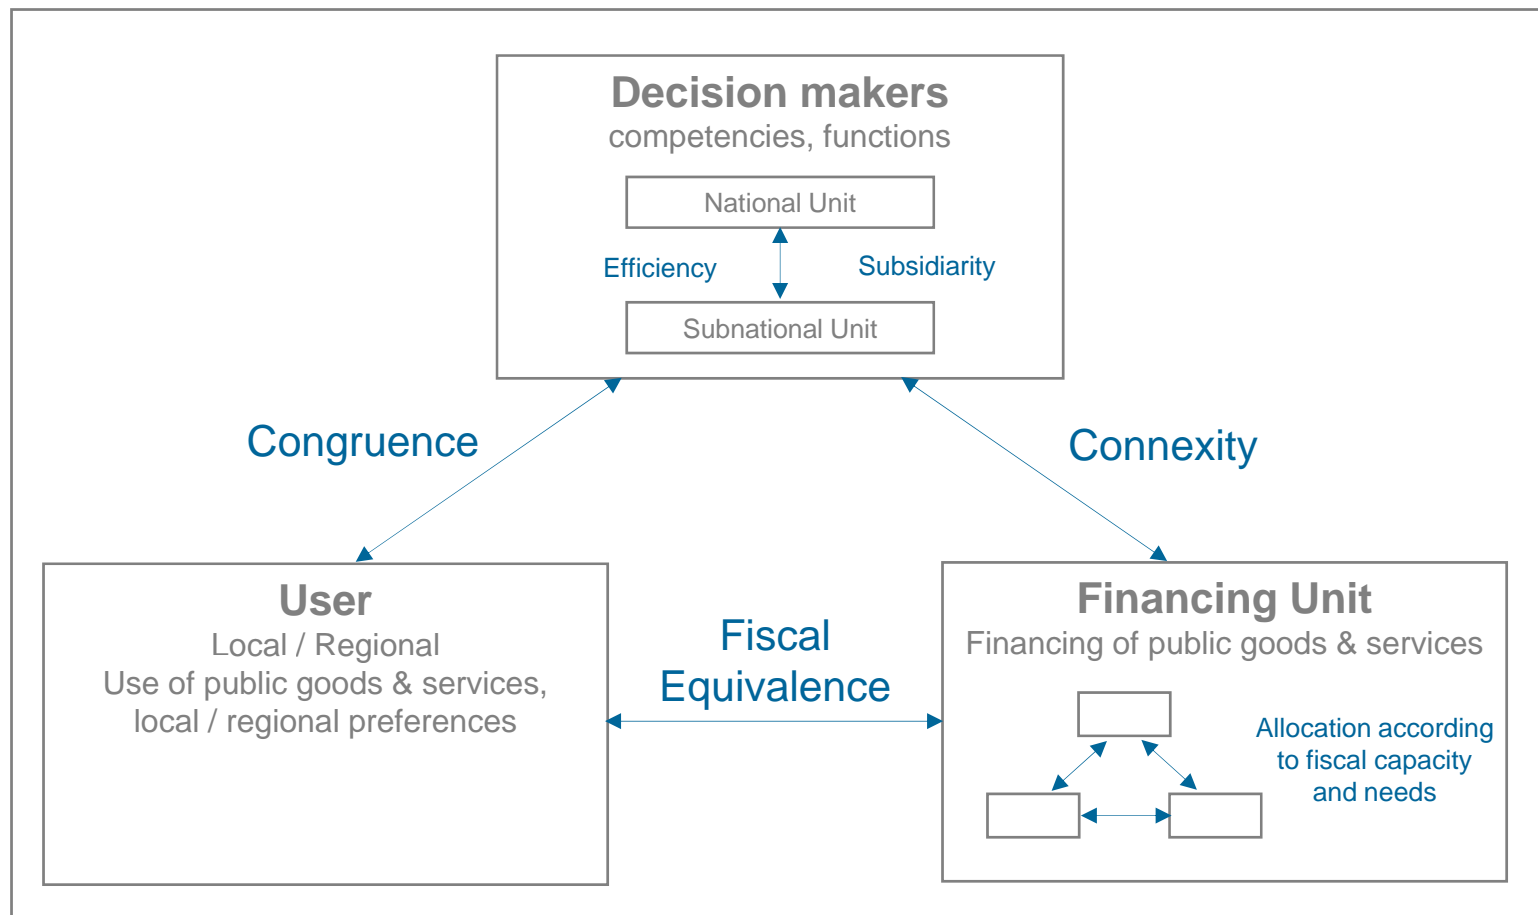 Decision makers
competencies, functions
National Unit
Efficiency
Subsidiarity
Subnational Unit
Congruence
Connexity
User
Local / Regional
Use of public goods & services,
local / regional preferences
Fiscal
Equivalence
Financing Unit
Financing of public goods & services
Allocation according
to fiscal capacity
and needs